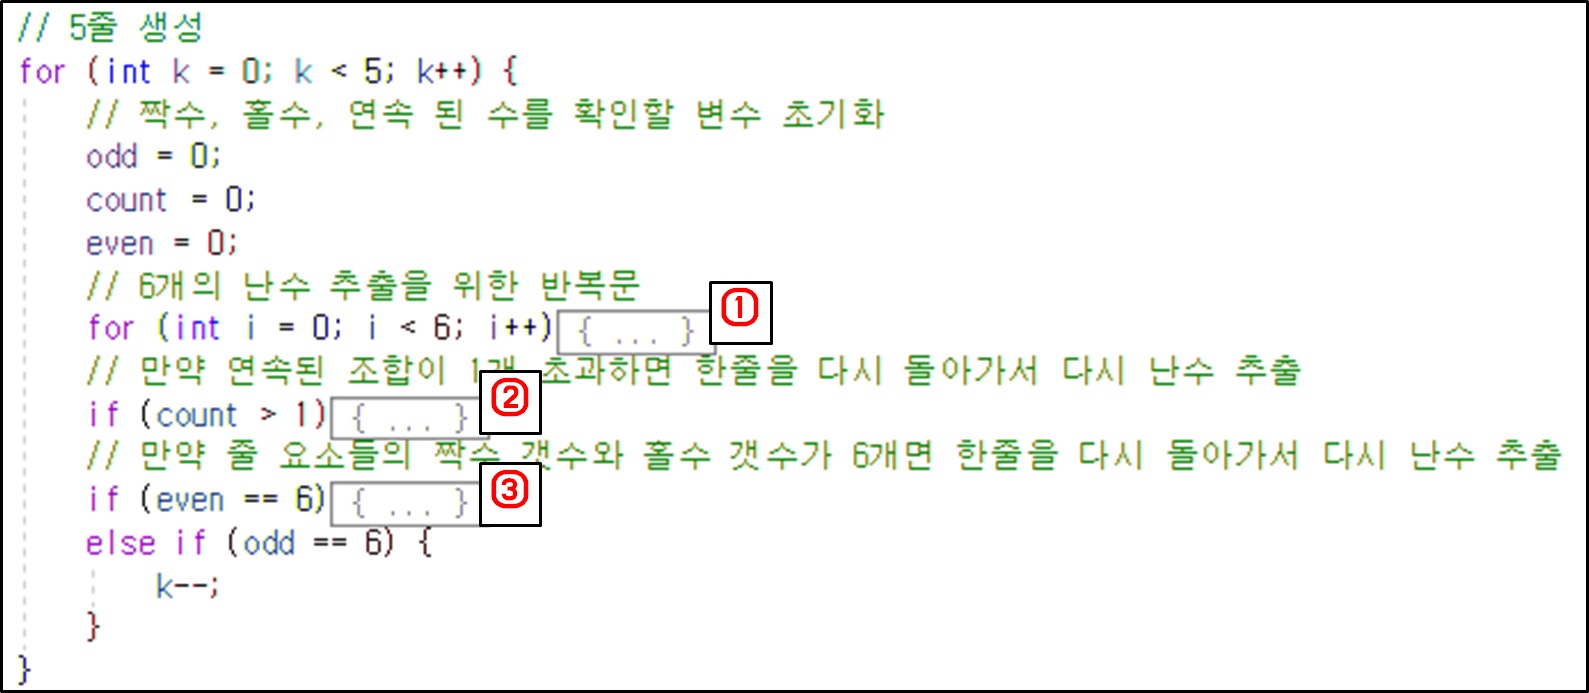 // 5줄 생성
for (int k = 0; k < 5; k++) {
// 짝수, 홀수, 연속 된 수를 확인할 변수 초기화
odd = 0;
count = 0;
even = 0;
// 6개의 난수 추출을 위한 반복문
for (int i = 0; i < 6; i++) { ... } ①
// 만약 연속된 조합이 1개 초과하면 한줄을 다시 돌아가서 다시 난수 추출
if (count > 1) { ... } ②
// 만약 줄 요소들의 짝수 갯수와 홀수 갯수가 6개면 한줄을 다시 돌아가서 다시 난수 추출
if (even == 6) { ... } ③
else if (odd == 6) {
k--;
}
}